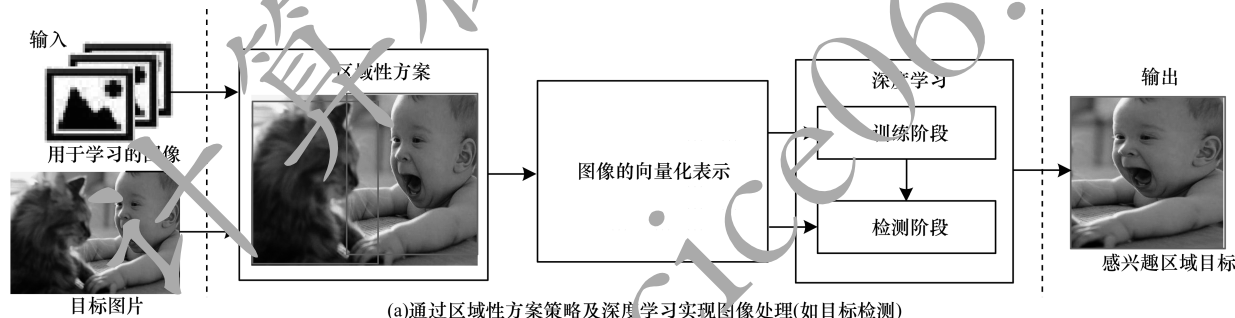 输入
用于学习的图像
目标图片
区域性方案
图像的向量化表示
深度学习
训练阶段
检测阶段
输出
感兴趣区域目标
(a)通过区域性方案策略及深度学习实现图像处理(如目标检测)